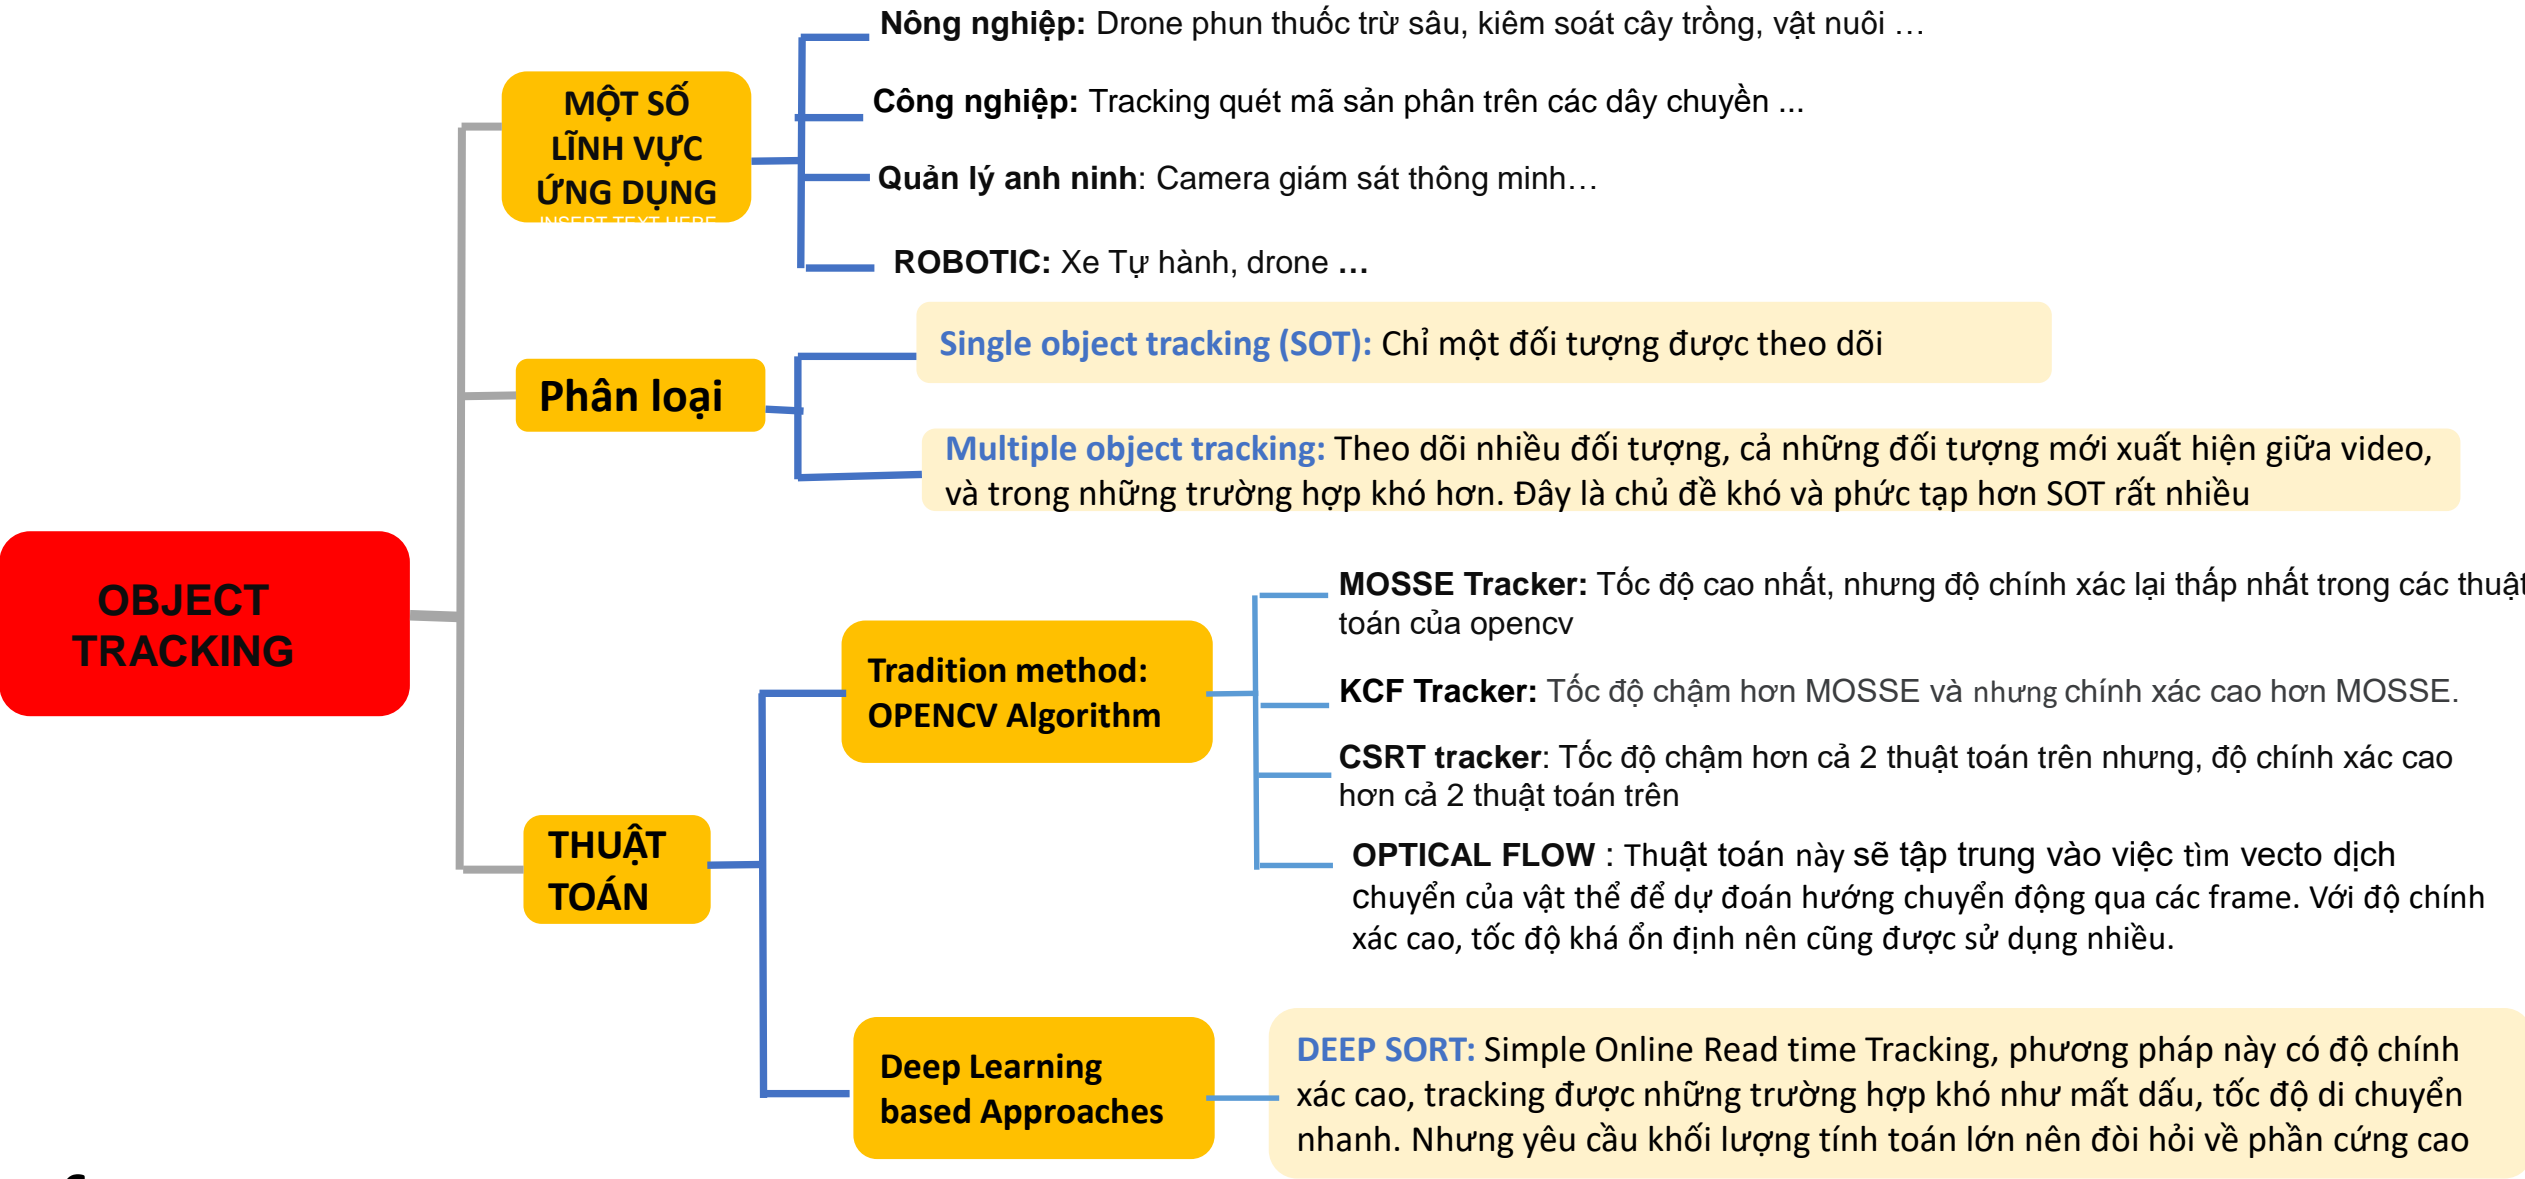 Nông nghiệp: Drone phun thuốc trừ sâu, kiêm soát cây trồng, vật nuôi …
MỘT SỐ
LĨNH VỰC
ỨNG DỤNG
INSERT TEXT HERE
Công nghiệp: Tracking quét mã sản phân trên các dây chuyền ...
Quản lý anh ninh: Camera giám sát thông minh…
ROBOTIC: Xe Tự hành, drone …
Phân loại
Single object tracking (SOT): Chỉ một đối tượng được theo dõi
Multiple object tracking: Theo dõi nhiều đối tượng, cả những đối tượng mới xuất hiện giữa video,
và trong những trường hợp khó hơn. Đây là chủ đề khó và phức tạp hơn SOT rất nhiều
OBJECT
TRACKING
THUẬT
TOÁN
Tradition method:
OPENCV Algorithm
MOSSE Tracker: Tốc độ cao nhất, nhưng độ chính xác lại thấp nhất trong các thuật
toán của opencv
KCF Tracker: Tốc độ chậm hơn MOSSE và nhưng chính xác cao hơn MOSSE.
CSRT tracker: Tốc độ chậm hơn cả 2 thuật toán trên nhưng, độ chính xác cao
hơn cả 2 thuật toán trên
OPTICAL FLOW : Thuật toán này sẽ tập trung vào việc tìm vecto dịch
chuyển của vật thể để dự đoán hướng chuyển động qua các frame. Với độ chính
xác cao, tốc độ khá ổn định nên cũng được sử dụng nhiều.
Deep Learning
based Approaches
DEEP SORT: Simple Online Read time Tracking, phương pháp này có độ chính
xác cao, tracking được những trường hợp khó như mất dấu, tốc độ di chuyển
nhanh. Nhưng yêu cầu khối lượng tính toán lớn nên đòi hỏi về phần cứng cao